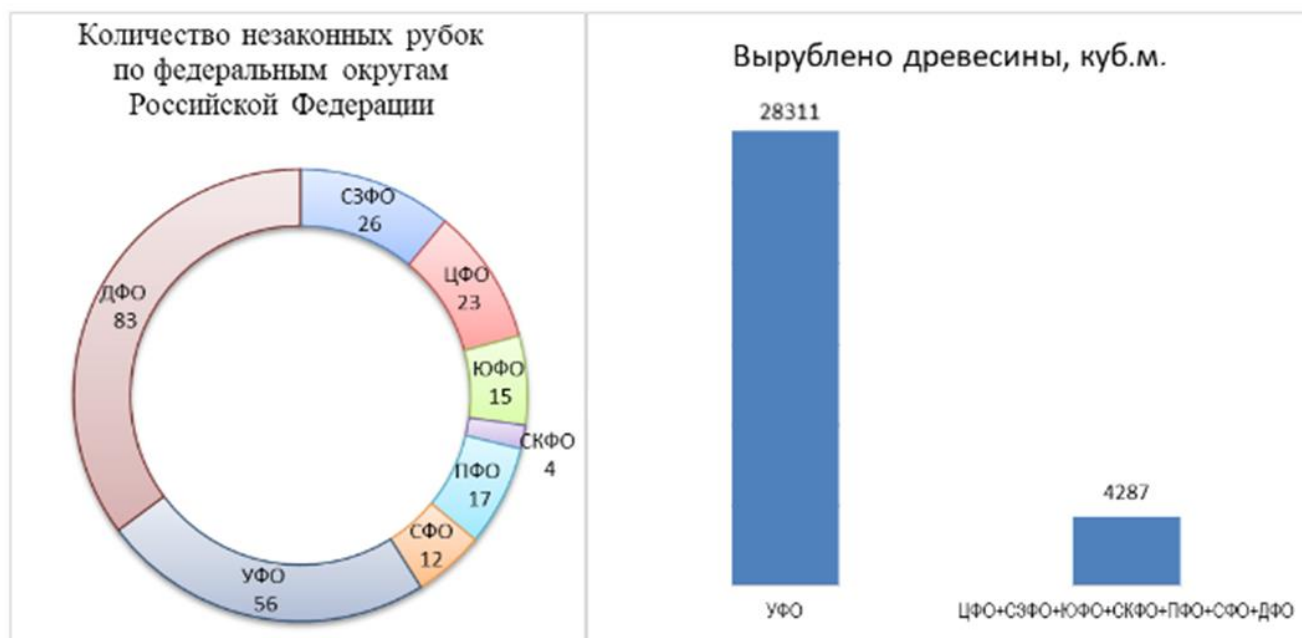 Количество незаконных рубок
по федеральным округам
Российской Федерации
СЗФО
26
ЦФО
23
ЮФО
15
СКФО
4
ПФО
17
СФО
12
УФО
56
ДФО
83
Вырублено древесины, куб.м.
28311
4287
УФО
ЦФО+СЗФО+ЮФО+СКФО+ПФО+СФО+ДФО